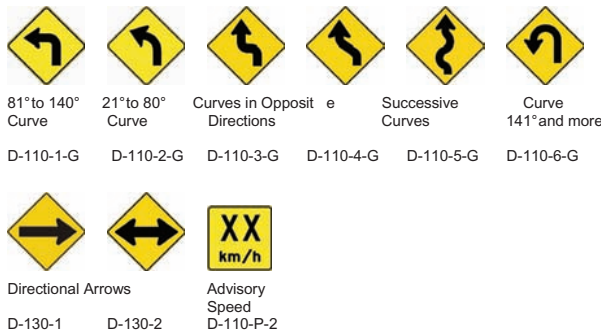 81°to 140° 21°to 80° Curves in Opposit e Successive Curve
Curve Curve Directions Curves 141°and more
D-110-1-G D-110-2-G D-110-3-G D-110-4-G D-110-5-G D-110-6-G
XX
km/h
Directional Arrows Advisory
Speed
D-130-1 D-130-2 D-110-P-2